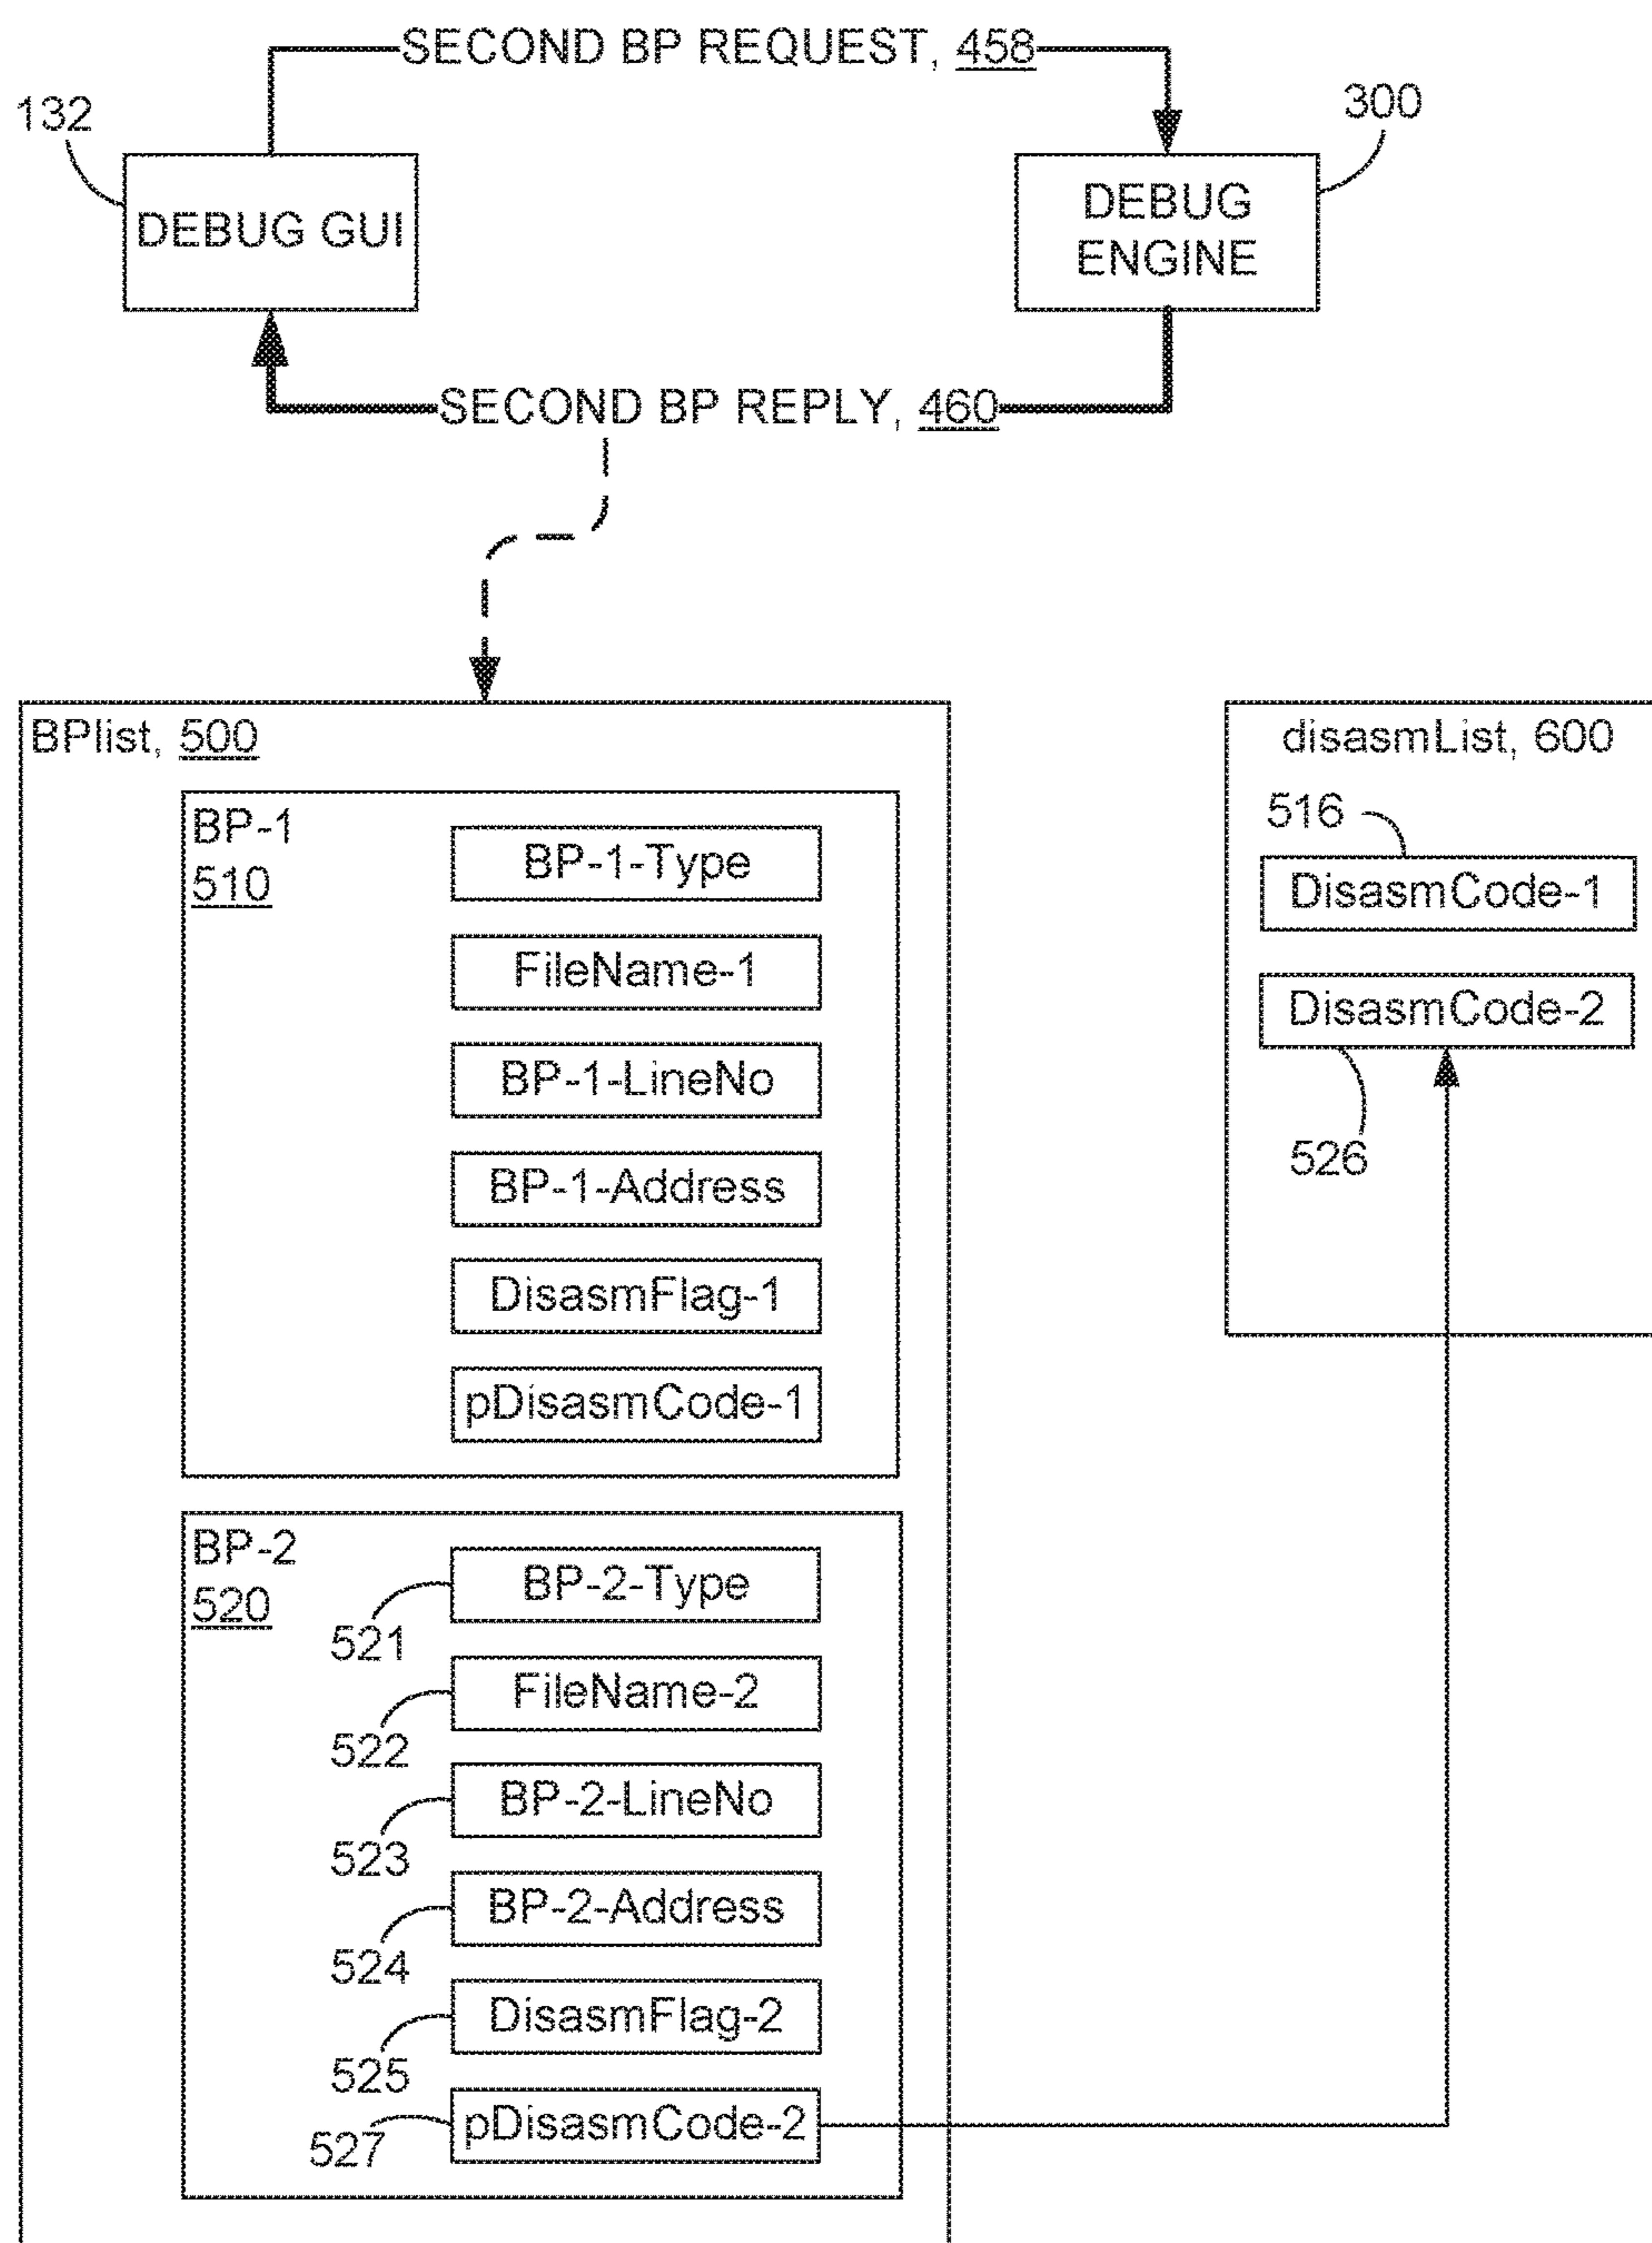 SECOND BP REQUEST, 458
132
300
DEBUG GUI
DEBUG
ENGINE
SECOND BP REPLY, 460
BPlist, 500
BP-1
510
BP-1-Type
FileName-1
BP-1-LineNo
BP-1-Address
DisasmFlag-1
pDisasmCode-1
BP-2
520
BP-2-Type
521
FileName-2
522
BP-2-LineNo
523
BP-2-Address
524
DisasmFlag-2
525
pDisasmCode-2
527
disasmList, 600
516
DisasmCode-1
DisasmCode-2
526